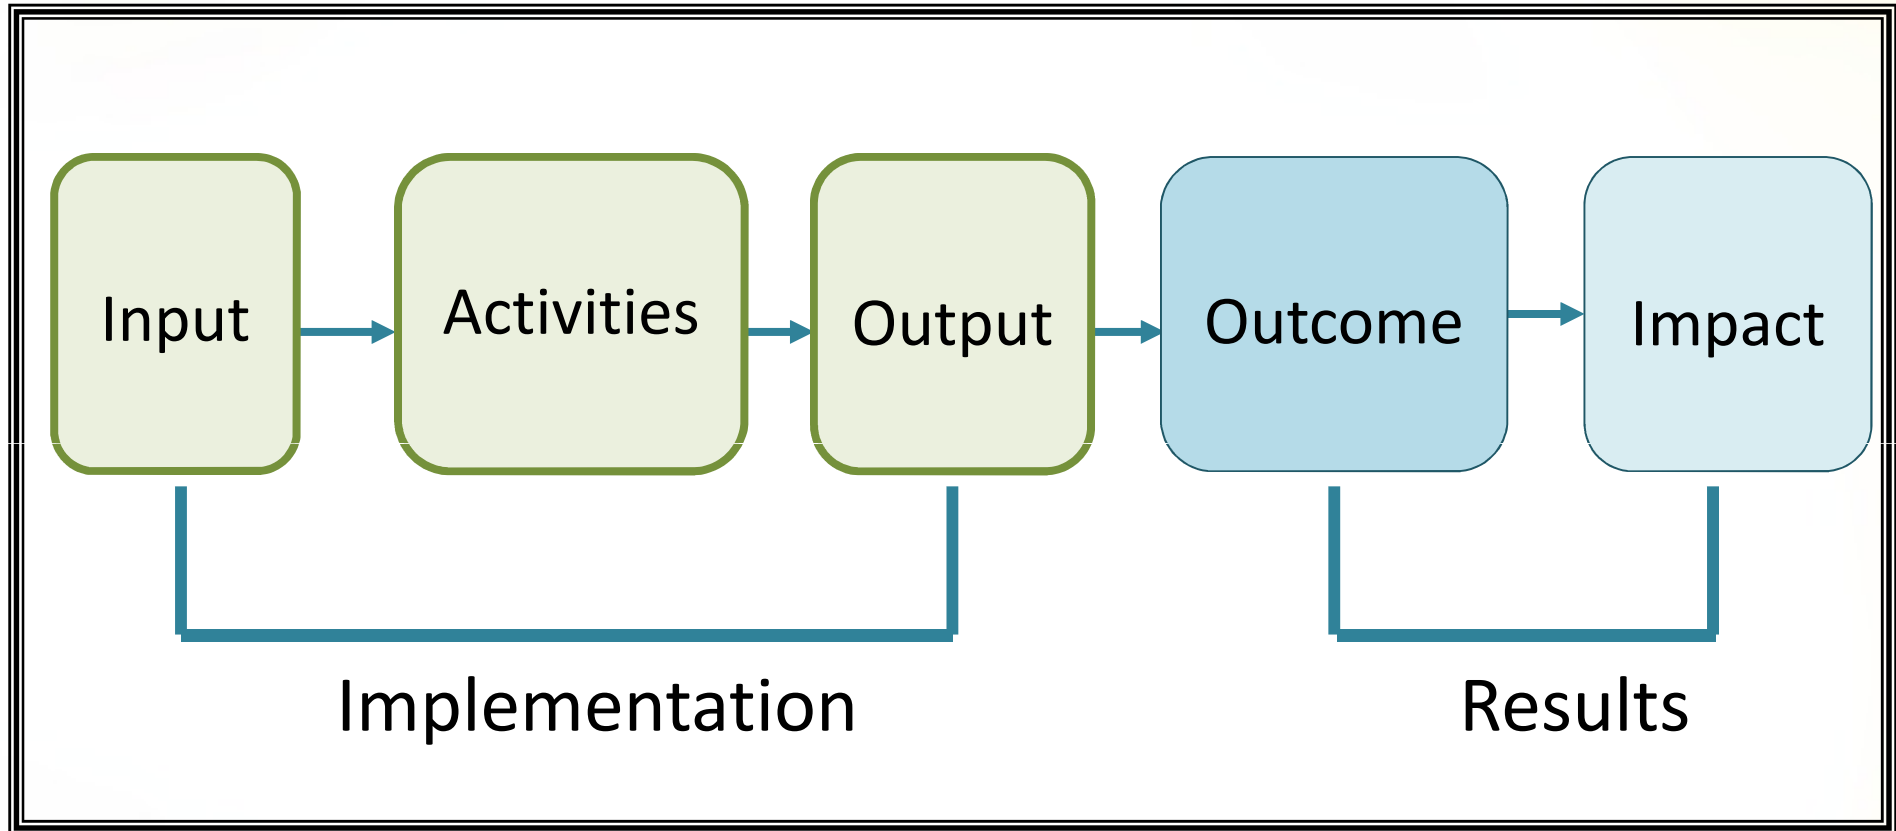 Input
Activities
Output
Outcome
Impact
Implementation
Results